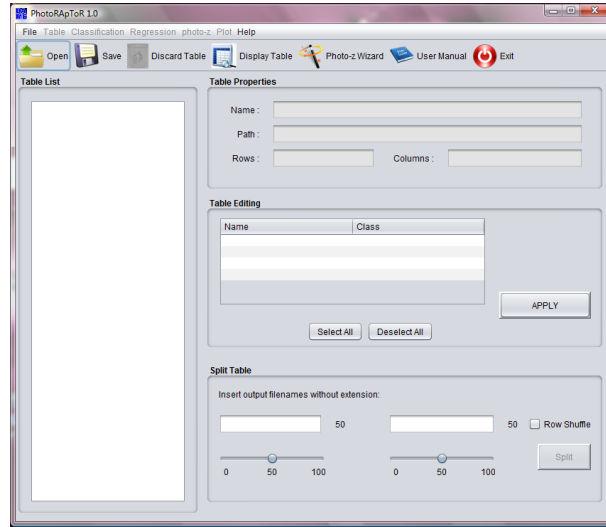 PhotoRApToR 1.0
File Table Classification Regression photo-z Plot Help
Open Save Discard Table Display Table Photo-z Wizard User Manual Exit
Table List
Table Properties
Name :
Path :
Rows : Columns :
Table Editing
Name Class
APPLY
Select All Deselect All
Split Table
Insert output filenames without extension:
50 50 Row Shuffle
0 50 100 0 50 100 Split